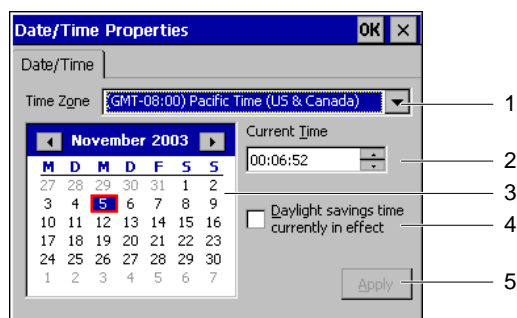 Date/Time Properties OK ×
Date/Time
Time Zone (GMT-08:00) Pacific Time (US & Canada) 1
November 2003
Current Time
00:06:52 2
M D M D F S S
27 28 29 30 31 1 2
3 4 5 6 7 8 9
10 11 12 13 14 15 16
17 18 19 20 21 22 23
24 25 26 27 28 29 30
1 2 3 4 5 6 7
3
Daylight savings time
currently in effect 4
Apply 5